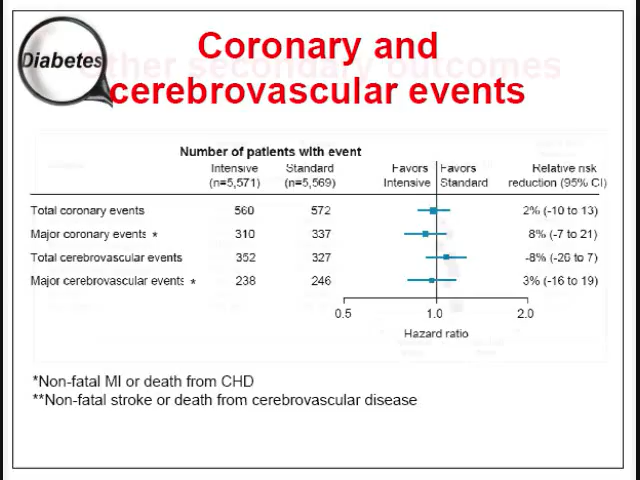 Diabetes
Other secondary outcomes
Coronary and
cerebrovascular events
Number of patients with event
Intensive Standard Favors Favors Relative risk
(n=5,571) (n=5,569) Intensive Standard reduction (95% CI)
Total coronary events 560 572 2% (-10 to 13)
Major coronary events * 310 337 8% (-7 to 21)
Total cerebrovascular events 352 327 -8% (-26 to 7)
Major cerebrovascular events * 238 246 3% (-16 to 19)
0.5 1.0 2.0
Hazard ratio
*Non-fatal MI or death from CHD
**Non-fatal stroke or death from cerebrovascular disease